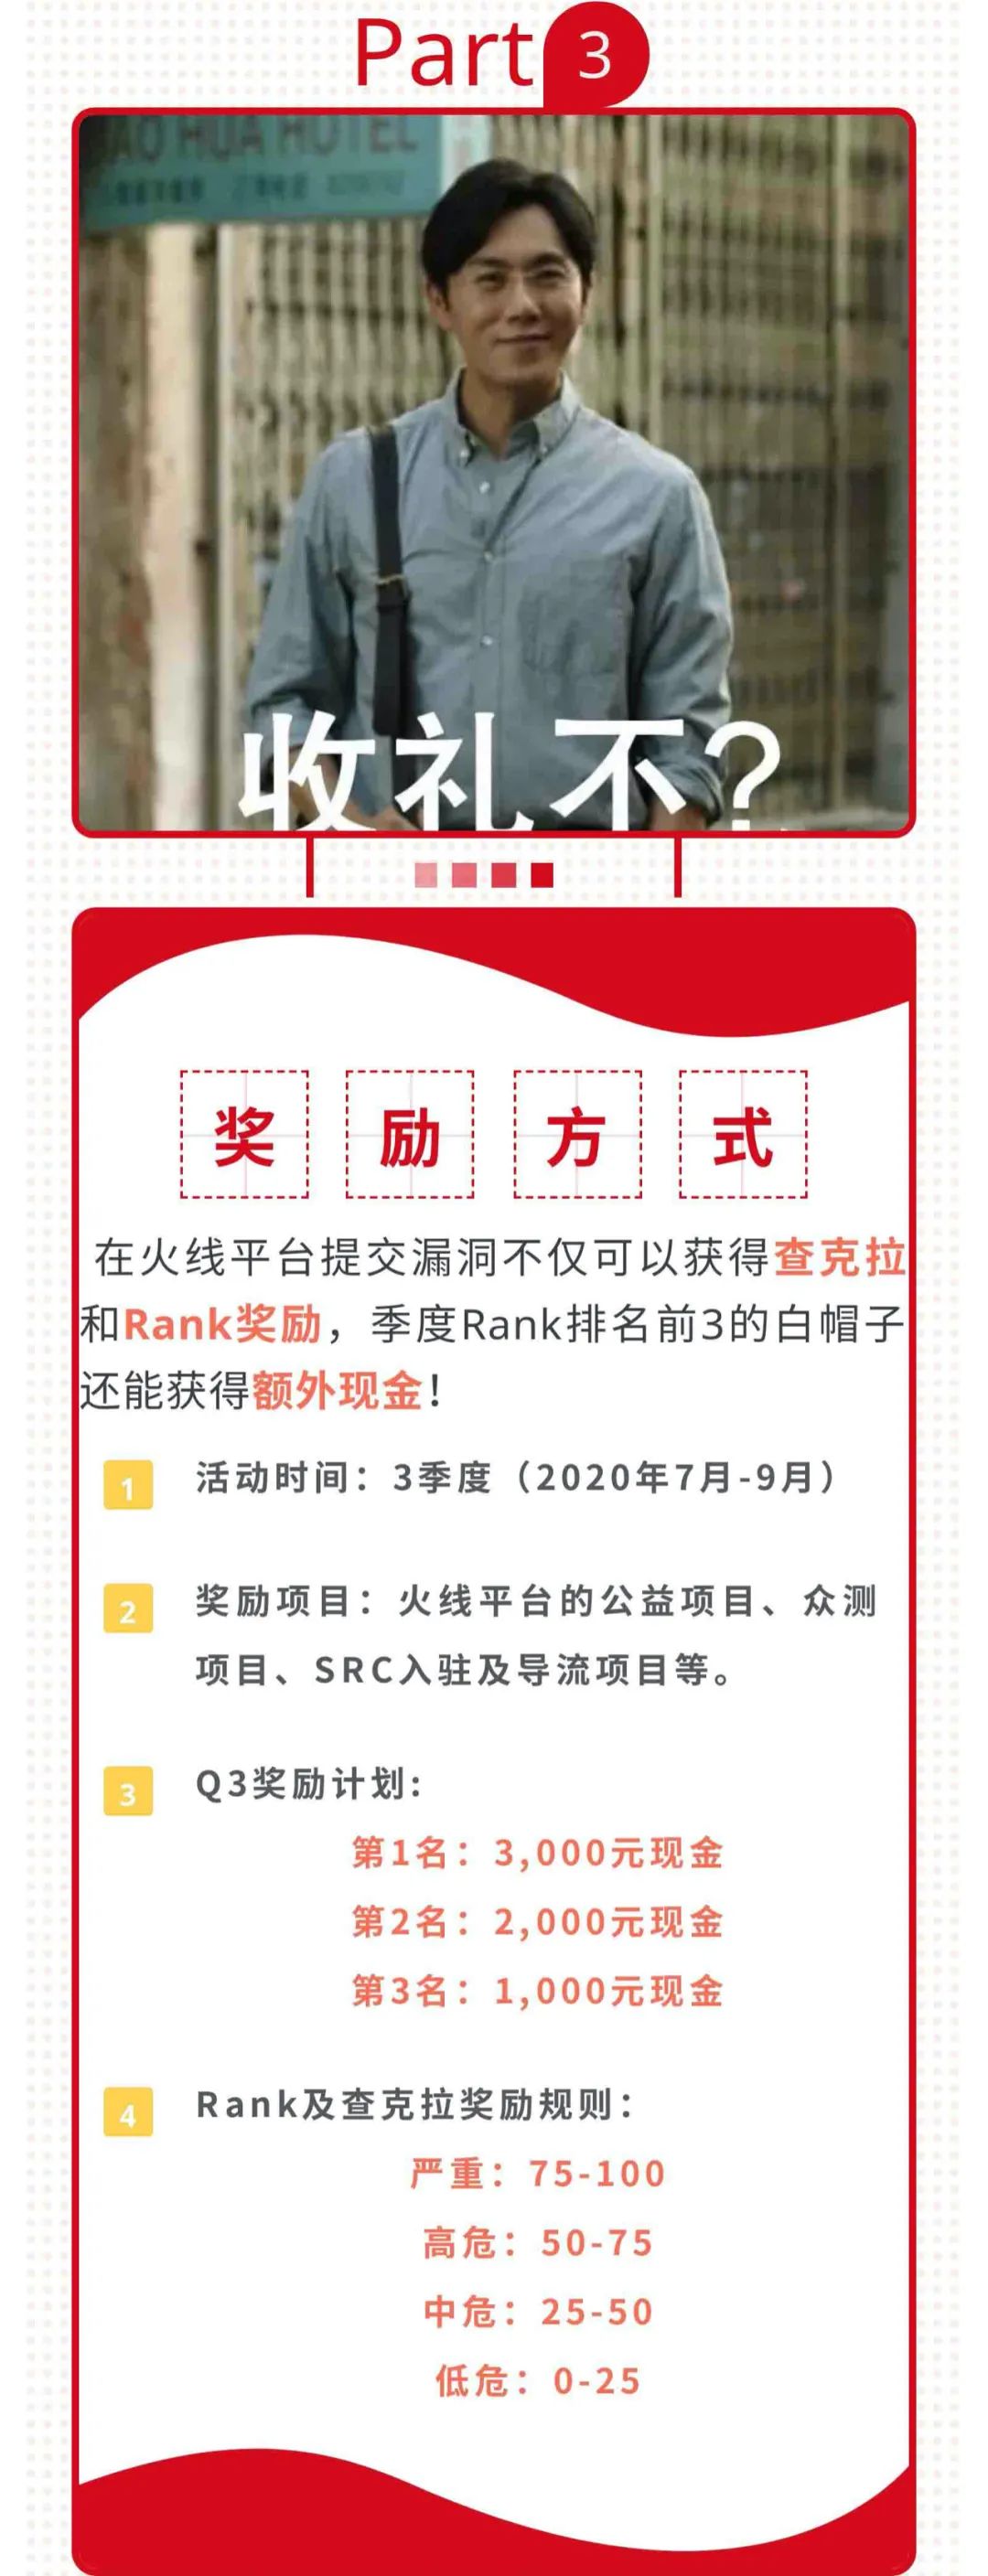 Part 3
AO HUA HOTEL
收礼不?
奖励方式
在火线平台提交漏洞不仅可以获得查克拉
和Rank奖励，季度Rank排名前3的白帽子
还能获得额外现金！
1 活动时间：3季度（2020年7月-9月）
2 奖励项目：火线平台的公益项目、众测
项目、SRC入驻及导流项目等。
3 Q3奖励计划:
第1名：3,000元现金
第2名：2,000元现金
第3名：1,000元现金
4 Rank及查克拉奖励规则：
严重：75-100
高危：50-75
中危：25-50
低危：0-25